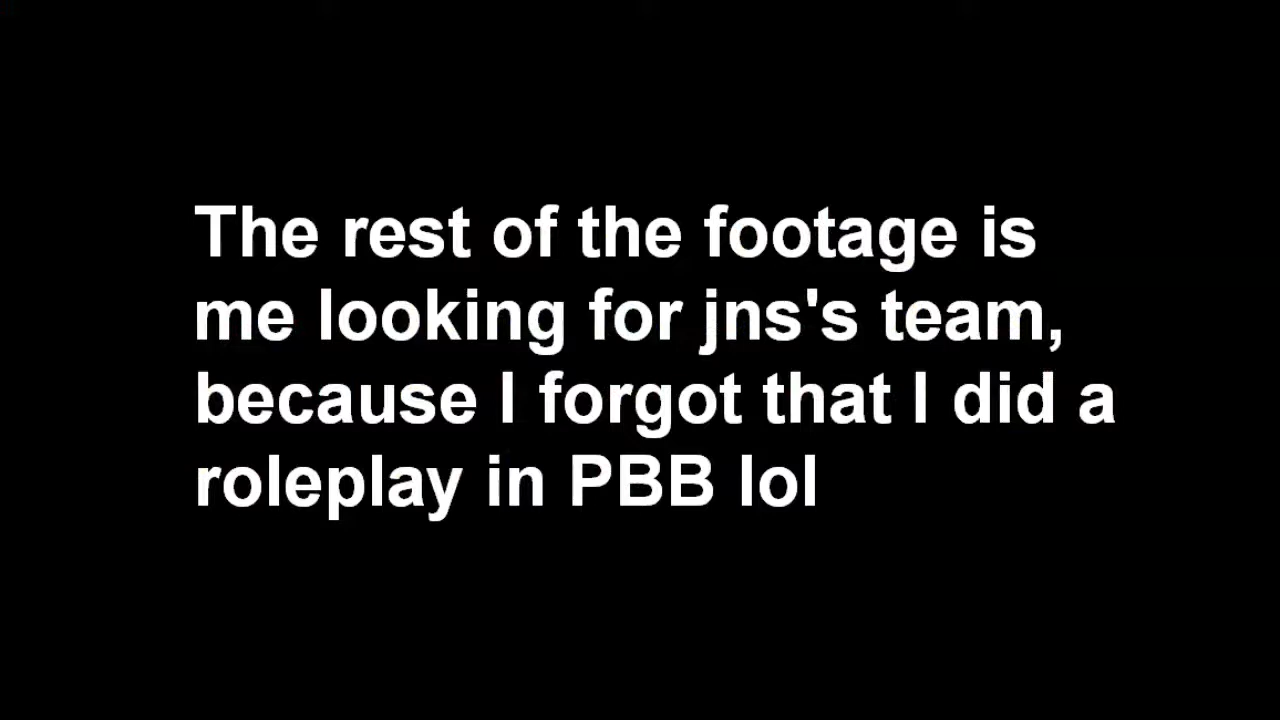 The rest of the footage is
me looking for jns's team,
because I forgot that I did a
roleplay in PBB lol